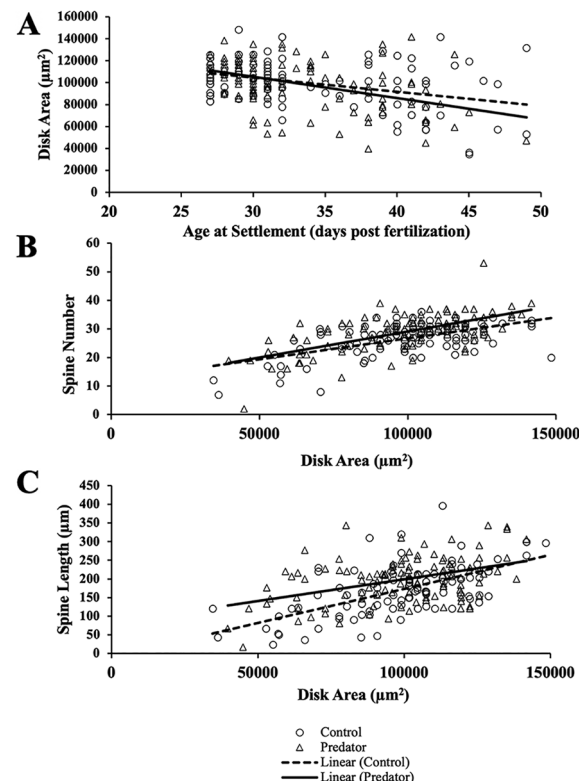 A
160000
140000
120000
100000
80000
60000
40000
20000
0
Disk Area (µm²)
20 25 30 35 40 45 50
Age at Settlement (days post fertilization)
B
60
50
40
30
20
10
0
Spine Number
0 50000 100000 150000
Disk Area (µm²)
C
450
400
350
300
250
200
150
100
50
0
Spine Length (µm)
0 50000 100000 150000
Disk Area (µm²)
Control
Predator
Linear (Control)
Linear (Predator)